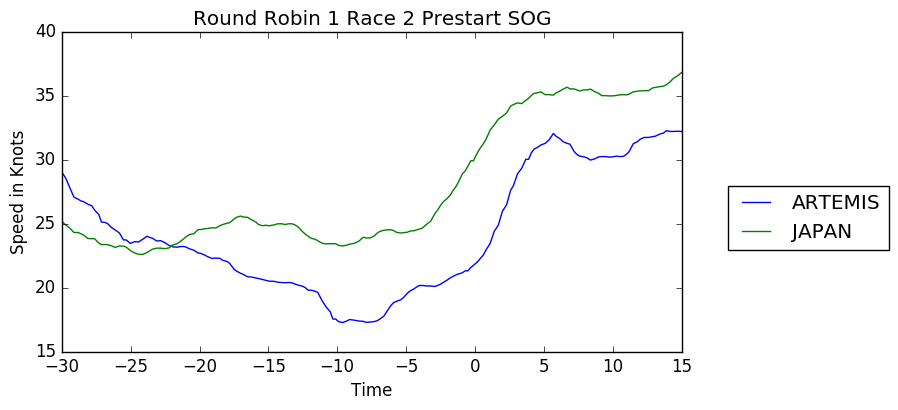 Round Robin 1 Race 2 Prestart SOG
40
35
30
25
20
15
Speed in Knots
−30 −25 −20 −15 −10 −5 0 5 10 15
Time
ARTEMIS
JAPAN